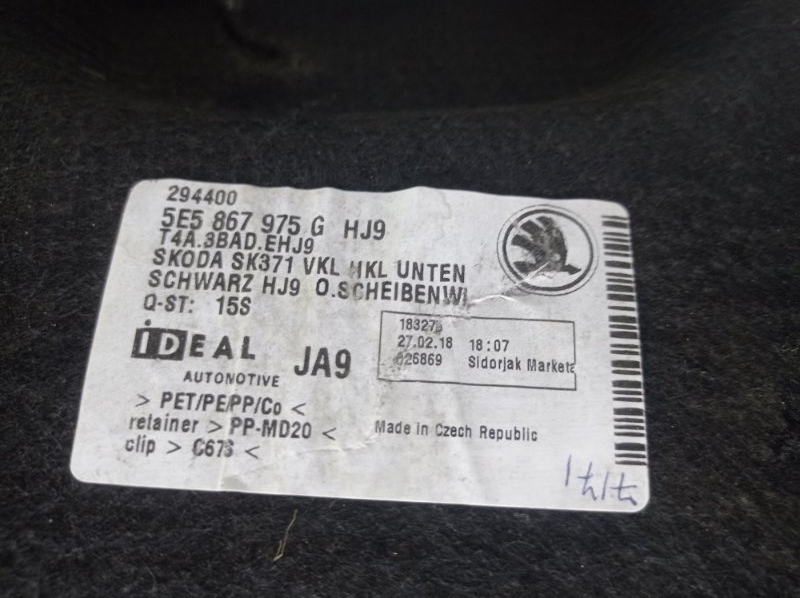 294400
5E5 867 975 G HJ9
T4A.3BAD.EHJ9
SKODA SK371 VKL HKL UNTEN
SCHWARZ HJ9 O.SCHEIBENWI
Q-ST: 15S
18327
27.02.18 18:07
026869 Sidorjak Marketa
iDEAL
AUTOMOTIVE
JA9
> PET/PE/PP/Co <
retainer > PP-MD20 <
clip > C67S <
Made in Czech Republic